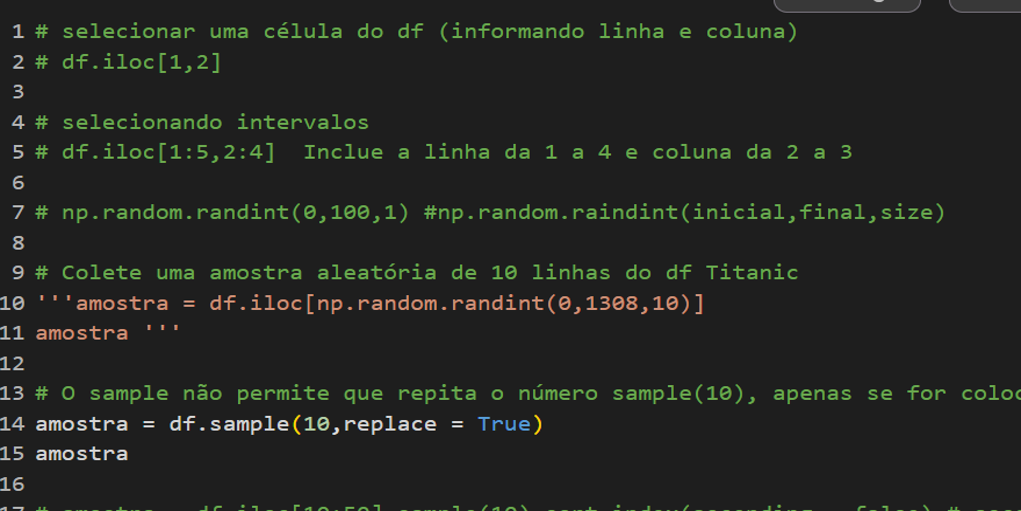 1 # selecionar uma célula do df (informando linha e coluna)
2 # df.iloc[1,2]
3
4 # selecionando intervalos
5 # df.iloc[1:5,2:4]  Inclue a linha da 1 a 4 e coluna da 2 a 3
6
7 # np.random.randint(0,100,1) #np.random.raindint(inicial,final,size)
8
9 # Colete uma amostra aleatória de 10 linhas do df Titanic
10 '''amostra = df.iloc[np.random.randint(0,1308,10)]
11 amostra '''
12
13 # O sample não permite que repita o número sample(10), apenas se for coloc
14 amostra = df.sample(10,replace = True)
15 amostra
16